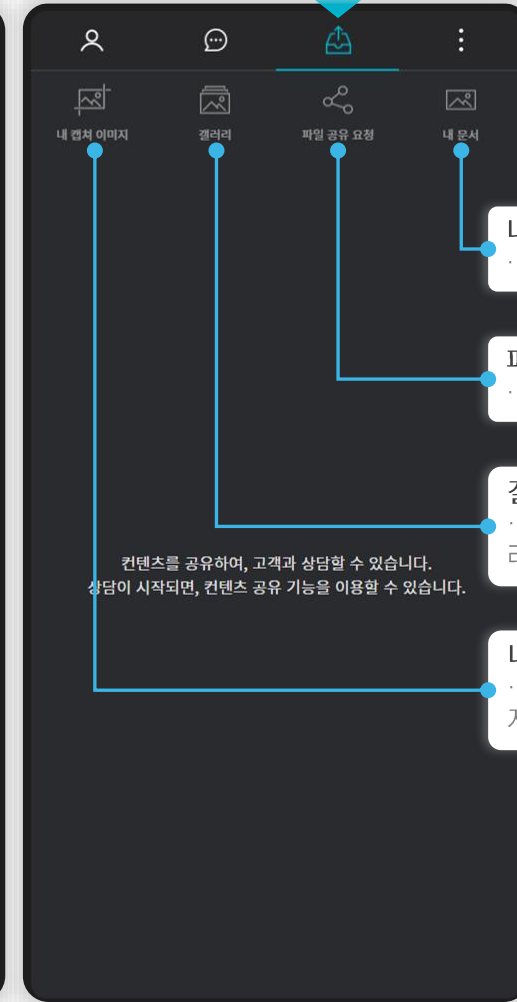 내 캡쳐 이미지
갤러리
파일 공유 요청
내 문서
컨텐츠를 공유하여, 고객과 상담할 수 있습니다.
상담이 시작되면, 컨텐츠 공유 기능을 이용할 수 있습니다.